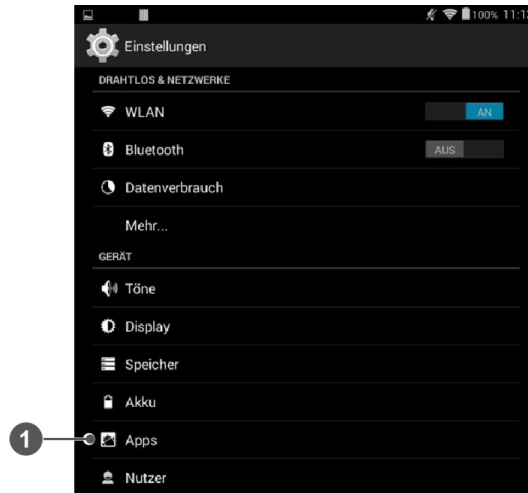 100% 11:1
Einstellungen
DRAHTLOS & NETZWERKE
WLAN AN
Bluetooth AUS
Datenverbrauch
Mehr...
GERÄT
Töne
Display
Speicher
Akku
1 Apps
Nutzer